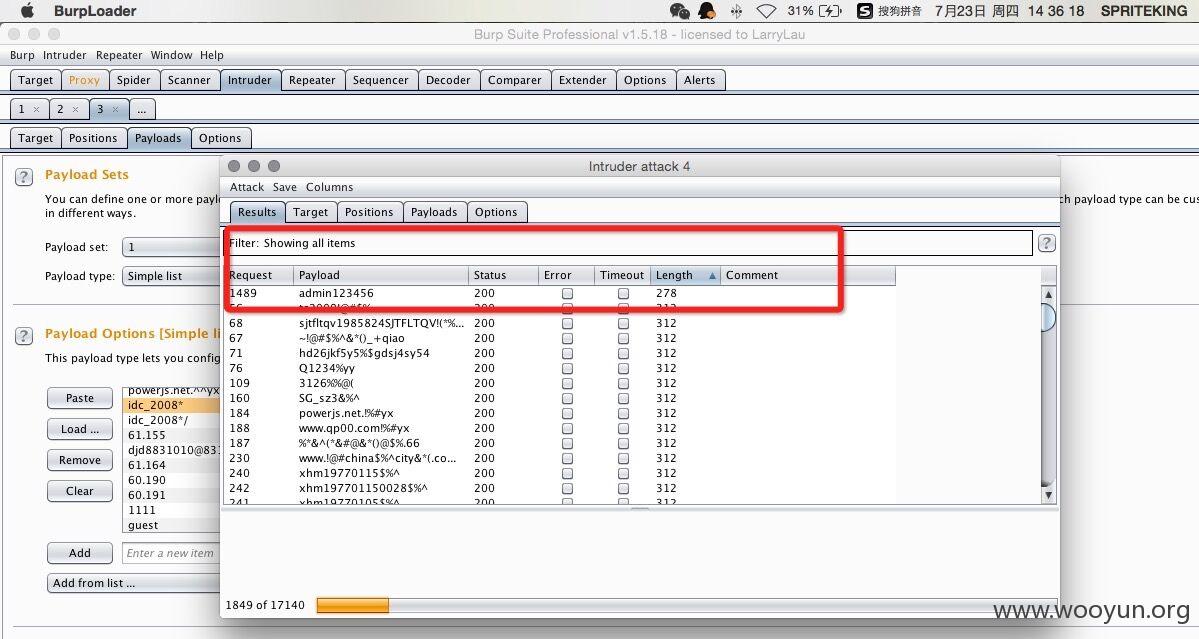 BurpLoader 31% 搜狗拼音 7月23日 周四 14 36 18 SPRITEKING
Burp Suite Professional v1.5.18 - licensed to LarryLau
Burp Intruder Repeater Window Help
Target Proxy Spider Scanner Intruder Repeater Sequencer Decoder Comparer Extender Options Alerts
1 × 2 × 3 × ...
Target Positions Payloads Options
? Payload Sets
You can define one or more paylo
ch payload type can be cus
in different ways.
Payload set: 1
Payload type: Simple list
? Payload Options [Simple li
This payload type lets you config
Paste
Load ...
Remove
Clear
powerjs.net.^^yx
idc_2008*
idc_2008*/
61.155
djd8831010@831
61.164
60.190
60.191
1111
guest
Add Enter a new item
Add from list ...
Intruder attack 4
Attack Save Columns
Results Target Positions Payloads Options
Filter: Showing all items ?
Request Payload Status Error Timeout Length Comment
1489 admin123456 200 278
312
68 sjtfltqv1985824SJTFLTQV!(*%... 200 312
67 ~!@#$%^&*()_+qiao 200 312
71 hd26jkf5y5%$gdsj4sy54 200 312
76 Q1234%yy 200 312
109 3126%%@( 200 312
160 SG_sz3&%^ 200 312
184 powerjs.net.!%#yx 200 312
188 www.qp00.com!%#yx 200 312
187 %*&^(*&#@&*()@$%.66 200 312
230 www.!@#china$%^city&*(.co... 200 312
240 xhm19770115$%^ 200 312
242 xhm197701150028$%^ 200 312
241 xhm19770105$%^ 200 312
1849 of 17140
www.wooyun.org